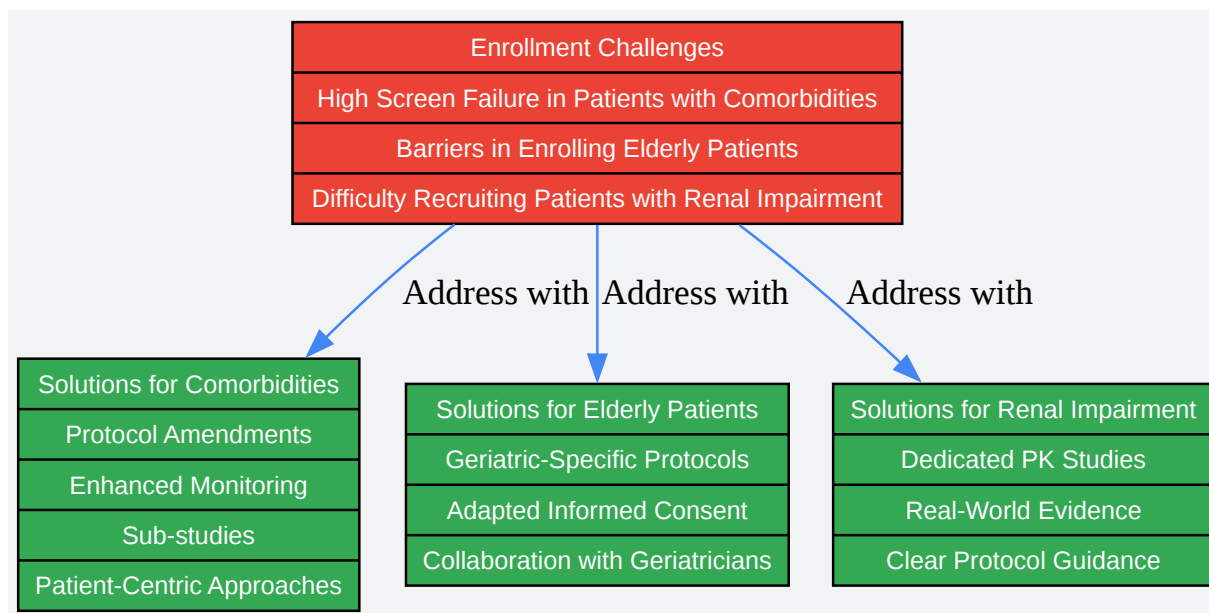 Enrollment Challenges
High Screen Failure in Patients with Comorbidities
Barriers in Enrolling Elderly Patients
Difficulty Recruiting Patients with Renal Impairment
Address with
Address with
Address with
Solutions for Comorbidities
Protocol Amendments
Enhanced Monitoring
Sub-studies
Patient-Centric Approaches
Solutions for Elderly Patients
Geriatric-Specific Protocols
Adapted Informed Consent
Collaboration with Geriatricians
Solutions for Renal Impairment
Dedicated PK Studies
Real-World Evidence
Clear Protocol Guidance